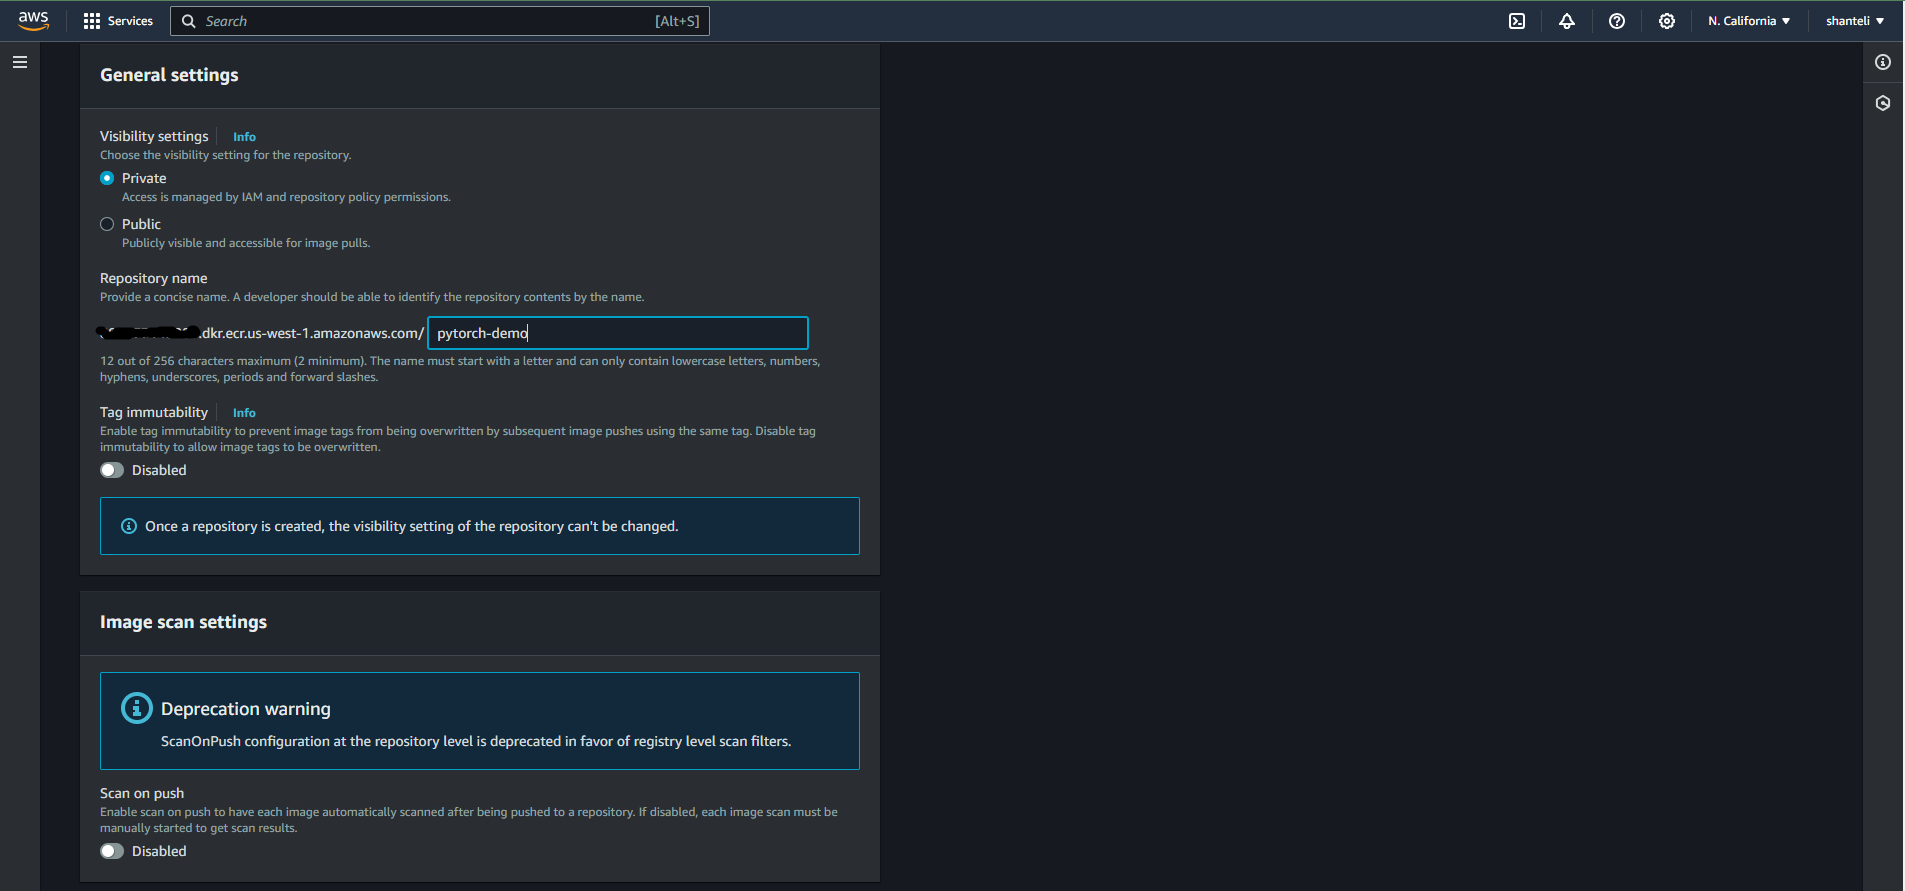 aws
Services
Search
[Alt+S]
N. California
shanteli
General settings
Visibility settings
Info
Choose the visibility setting for the repository.
Private
Access is managed by IAM and repository policy permissions.
Public
Publicly visible and accessible for image pulls.
Repository name
Provide a concise name. A developer should be able to identify the repository contents by the name.
.dkr.ecr.us-west-1.amazonaws.com/
pytorch-demo
12 out of 256 characters maximum (2 minimum). The name must start with a letter and can only contain lowercase letters, numbers,
hyphens, underscores, periods and forward slashes.
Tag immutability
Info
Enable tag immutability to prevent image tags from being overwritten by subsequent image pushes using the same tag. Disable tag
immutability to allow image tags to be overwritten.
Disabled
Once a repository is created, the visibility setting of the repository can't be changed.
Image scan settings
Deprecation warning
ScanOnPush configuration at the repository level is deprecated in favor of registry level scan filters.
Scan on push
Enable scan on push to have each image automatically scanned after being pushed to a repository. If disabled, each image scan must be
manually started to get scan results.
Disabled